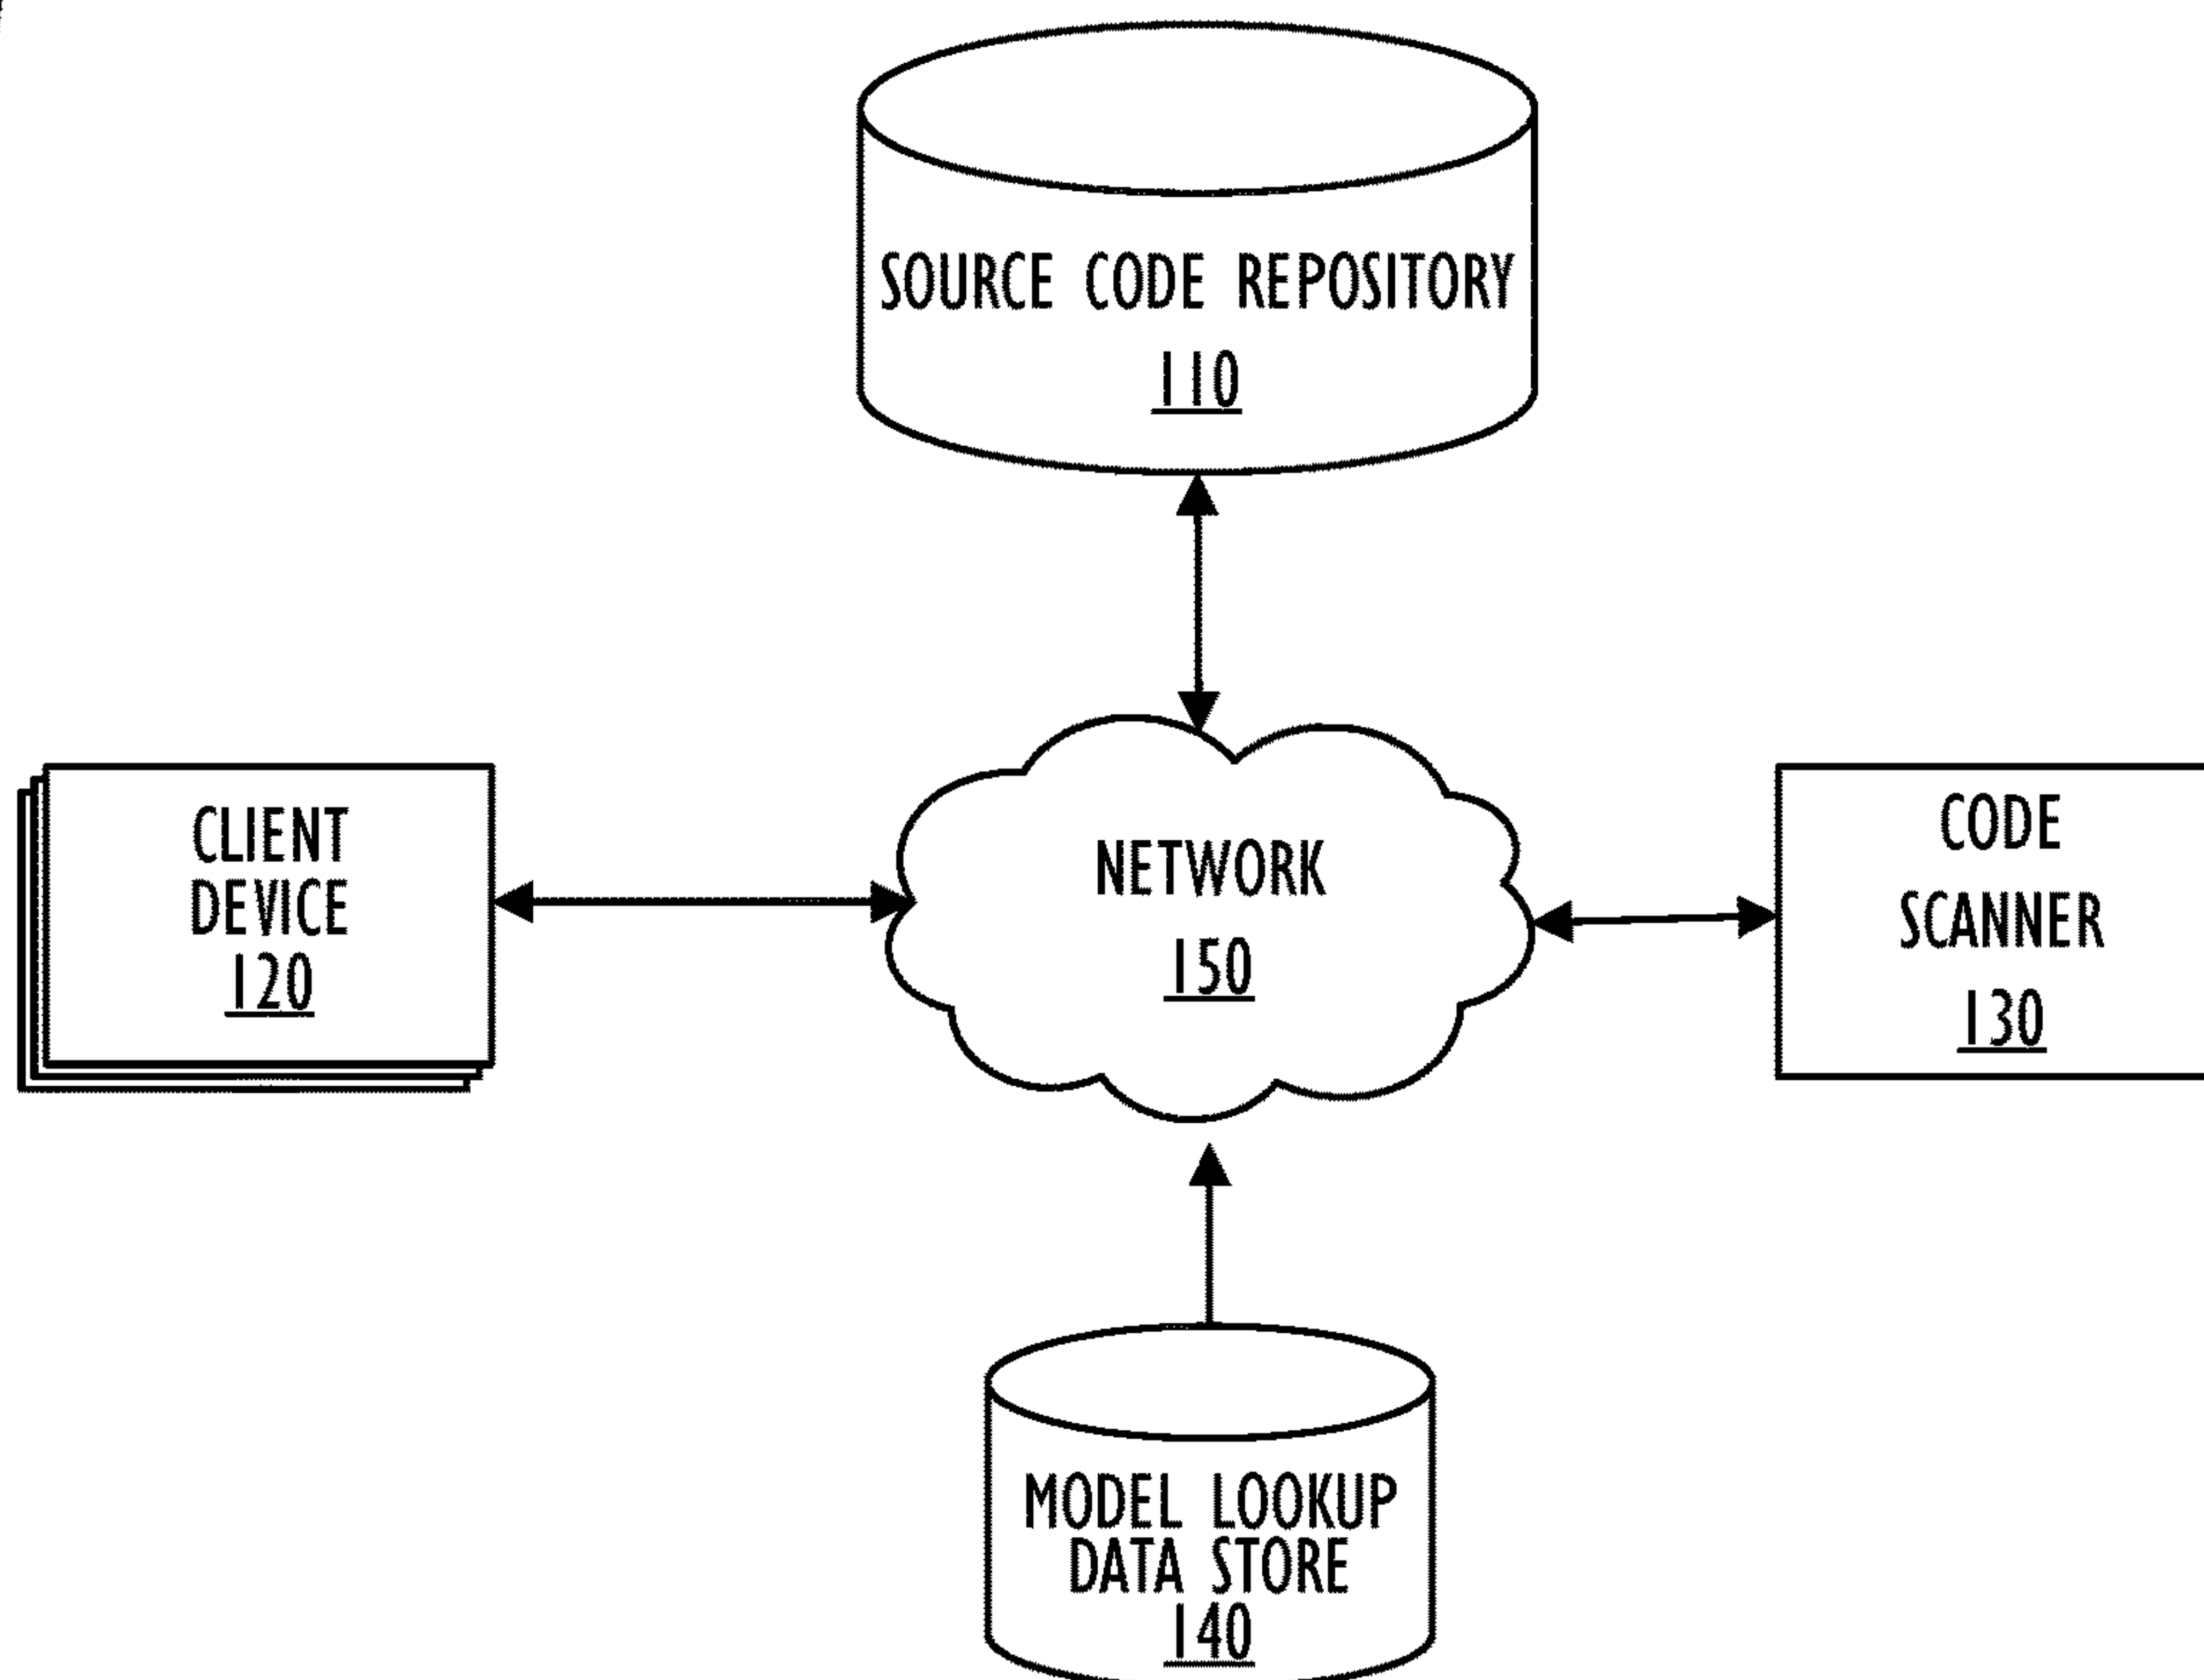 SOURCE CODE REPOSITORY
110
CLIENT
DEVICE
120
NETWORK
150
CODE
SCANNER
130
MODEL LOOKUP
DATA STORE
140